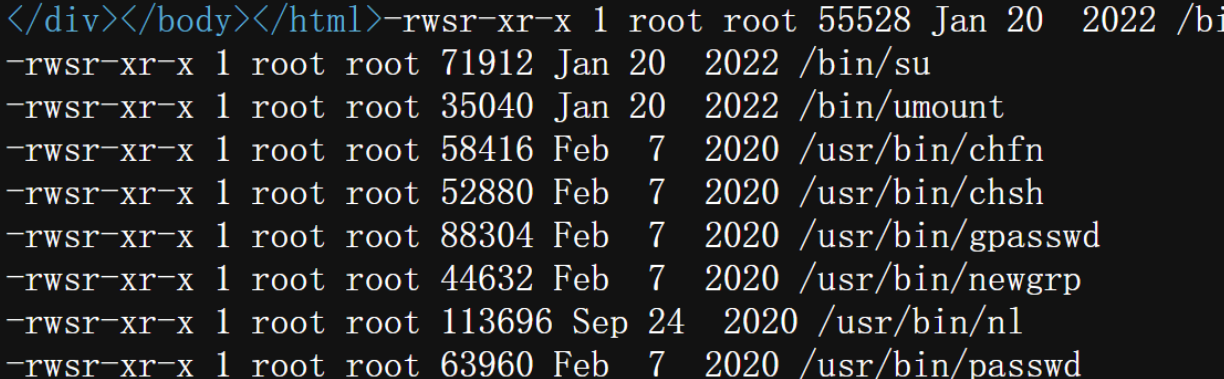 </div></body></html>-rwsr-xr-x 1 root root 55528 Jan 20  2022 /bi
-rwsr-xr-x 1 root root 71912 Jan 20  2022 /bin/su
-rwsr-xr-x 1 root root 35040 Jan 20  2022 /bin/umount
-rwsr-xr-x 1 root root 58416 Feb  7  2020 /usr/bin/chfn
-rwsr-xr-x 1 root root 52880 Feb  7  2020 /usr/bin/chsh
-rwsr-xr-x 1 root root 88304 Feb  7  2020 /usr/bin/gpasswd
-rwsr-xr-x 1 root root 44632 Feb  7  2020 /usr/bin/newgrp
-rwsr-xr-x 1 root root 113696 Sep 24  2020 /usr/bin/nl
-rwsr-xr-x 1 root root 63960 Feb  7  2020 /usr/bin/passwd